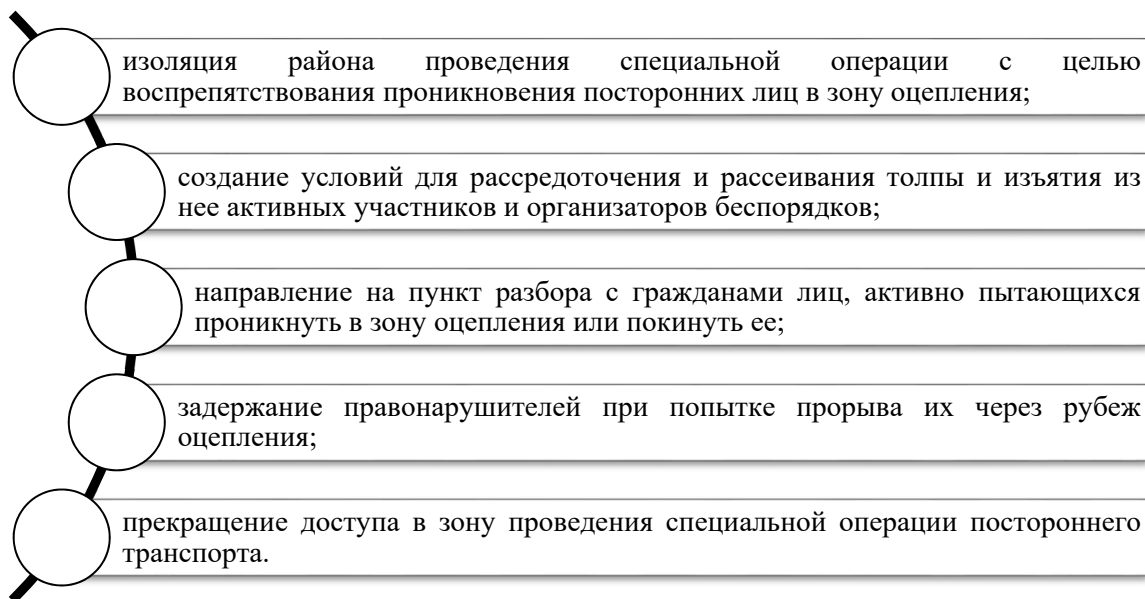 изоляция района проведения специальной операции с целью
воспрепятствования проникновения посторонних лиц в зону оцепления;
создание условий для рассредоточения и рассеивания толпы и изъятия из
нее активных участников и организаторов беспорядков;
направление на пункт разбора с гражданами лиц, активно пытающихся
проникнуть в зону оцепления или покинуть ее;
задержание правонарушителей при попытке прорыва их через рубеж
оцепления;
прекращение доступа в зону проведения специальной операции постороннего
транспорта.